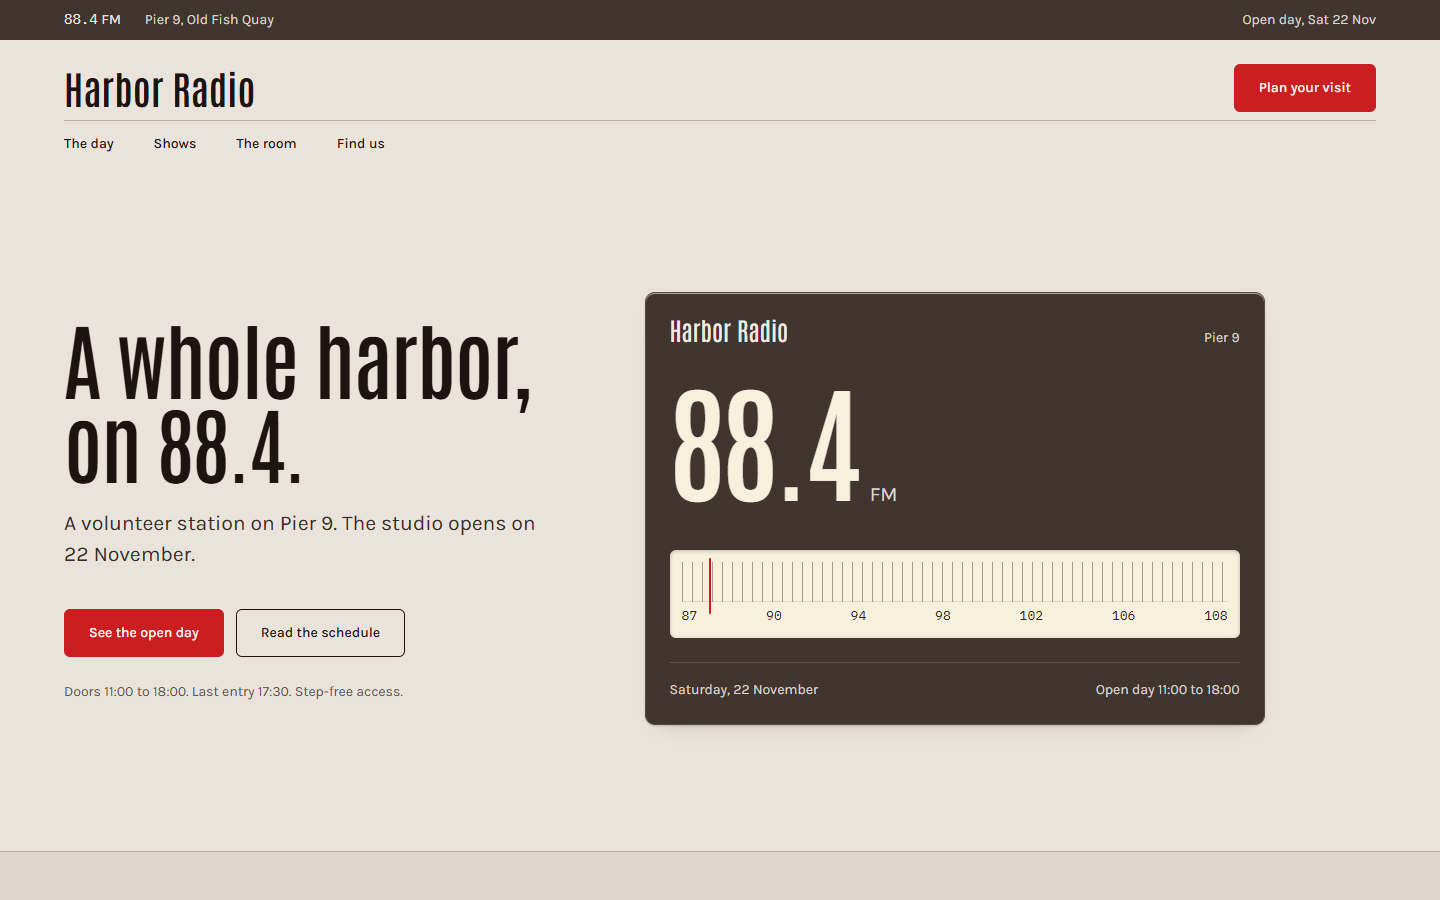 88.4 FM
Pier 9, Old Fish Quay
Open day, Sat 22 Nov
Harbor Radio
Plan your visit
The day
Shows
The room
Find us
A whole harbor,
on 88.4.
A volunteer station on Pier 9. The studio opens on
22 November.
See the open day
Read the schedule
Doors 11:00 to 18:00. Last entry 17:30. Step-free access.
Harbor Radio
Pier 9
88.4 FM
87 90 94 98 102 106 108
Saturday, 22 November
Open day 11:00 to 18:00